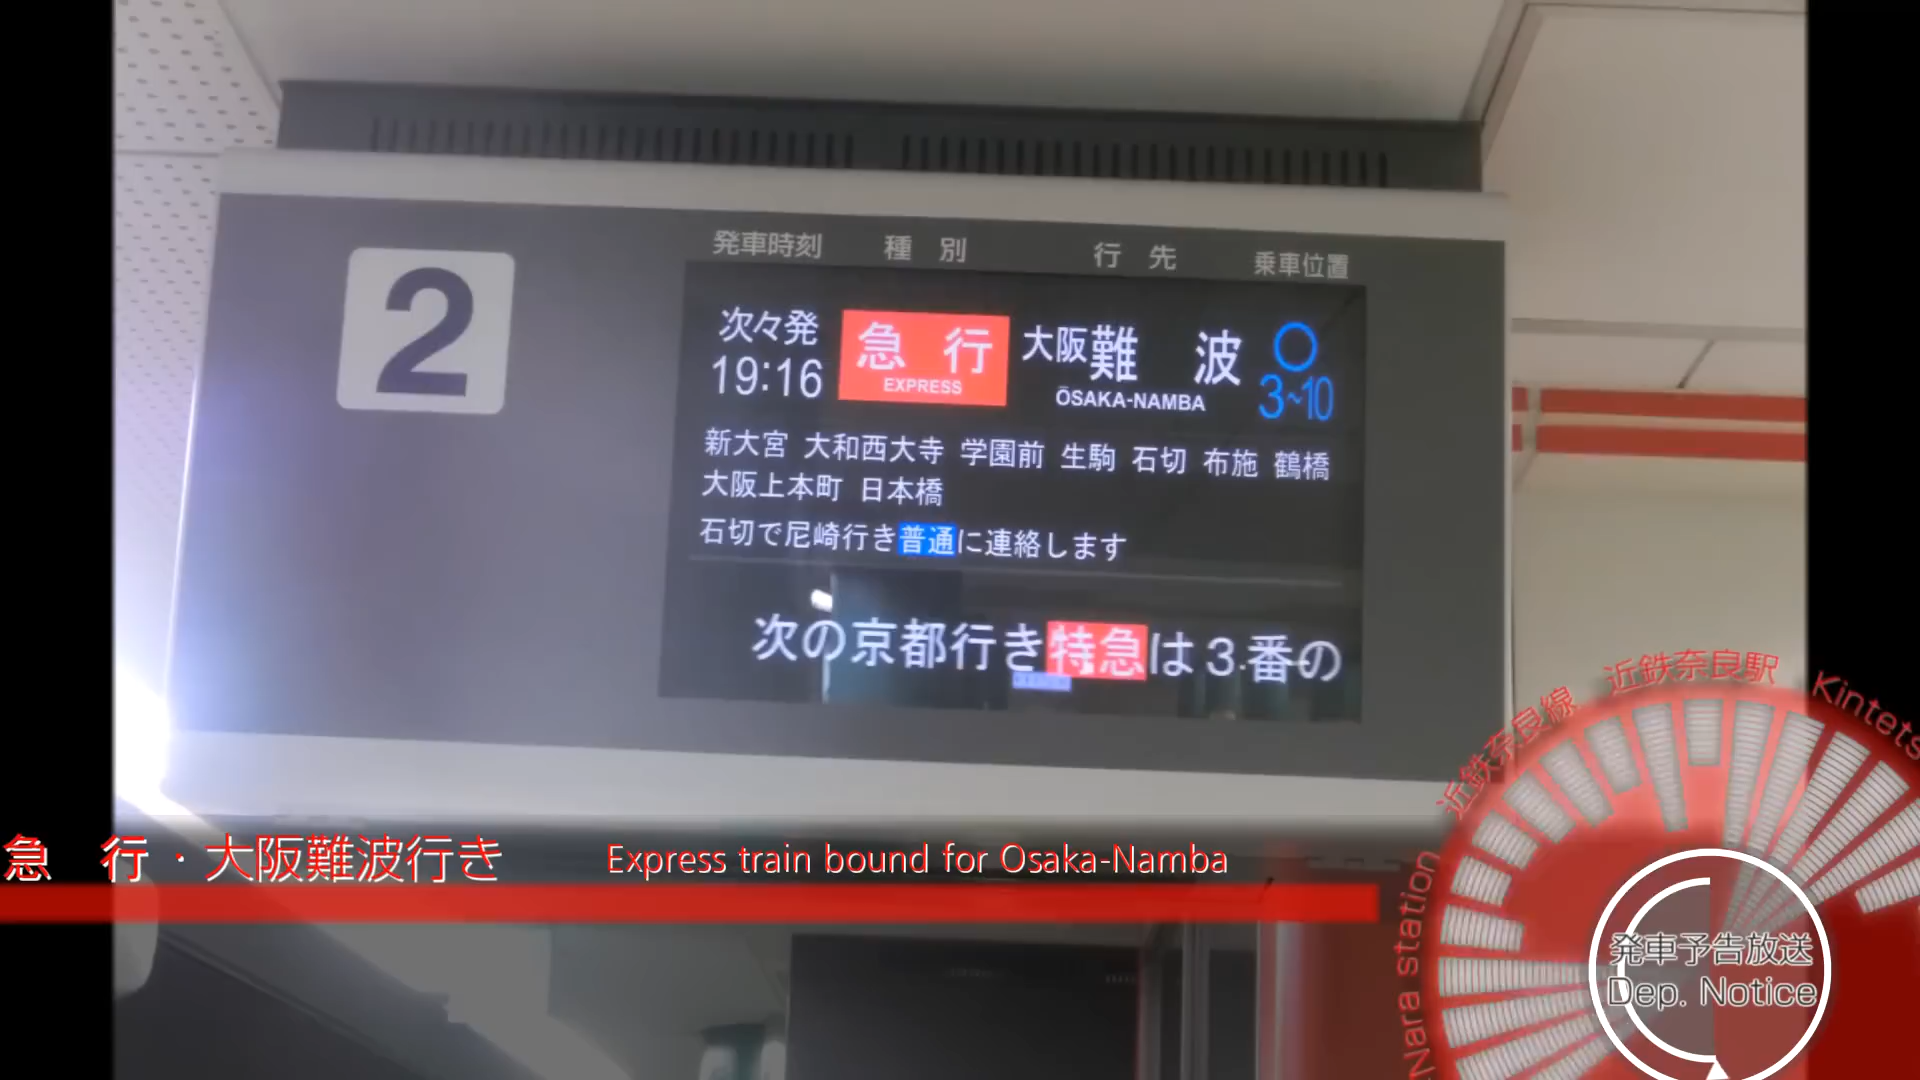 2
発車時刻 種別 行先 乗車位置
次々発 急行 大阪難波 ○
19:16 EXPRESS ŌSAKA-NAMBA 3~10
新大宮 大和西大寺 学園前 生駒 石切 布施 鶴橋
大阪上本町 日本橋
石切で尼崎行き普通に連絡します
次の京都行き特急は3番の
急 行・大阪難波行き Express train bound for Osaka-Namba
近鉄奈良線 近鉄奈良駅 Kintets
-Nara station
発車予告放送
Dep. Notice